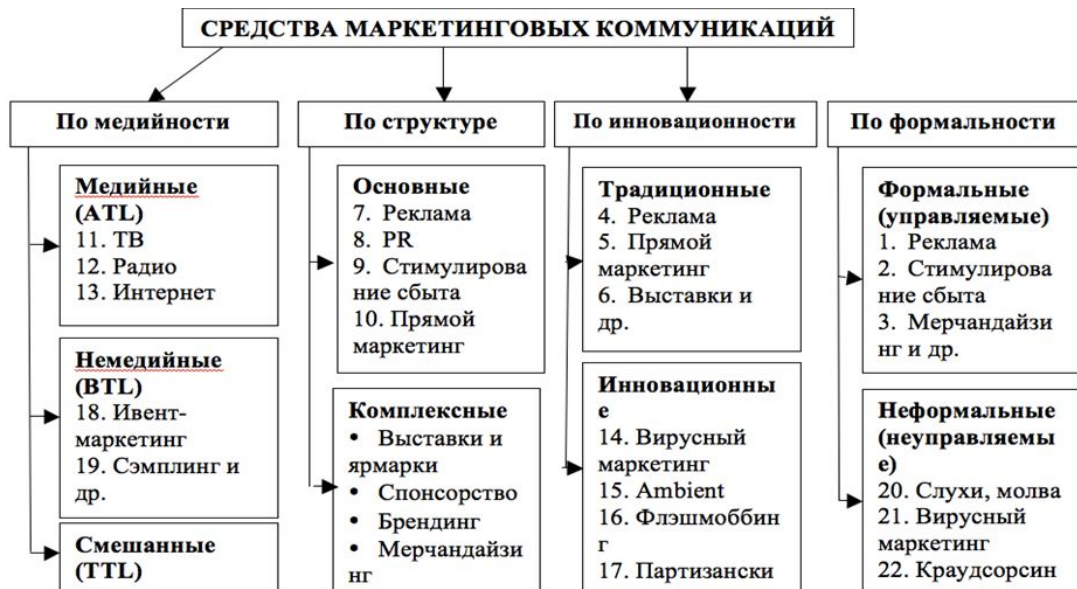 СРЕДСТВА МАРКЕТИНГОВЫХ КОММУНИКАЦИЙ
По медийности
Медийные
(ATL)
11. ТВ
12. Радио
13. Интернет
Немедийные
(BTL)
18. Ивент-
маркетинг
19. Сэмплинг и
др.
Смешанные
(TTL)
По структуре
Основные
7. Реклама
8. PR
9. Стимулирова
ние сбыта
10. Прямой
маркетинг
Комплексные
• Выставки и
ярмарки
• Спонсорство
• Брендинг
• Мерчандайзи
нг
По инновационности
Традиционные
4. Реклама
5. Прямой
маркетинг
6. Выставки и
др.
Инновационны
е
14. Вирусный
маркетинг
15. Ambient
16. Флэшмоббин
г
17. Партизански
По формальности
Формальные
(управляемые)
1. Реклама
2. Стимулирова
ние сбыта
3. Мерчандайзи
нг и др.
Неформальные
(неуправляемы
е)
20. Слухи, молва
21. Вирусный
маркетинг
22. Краудсорсин